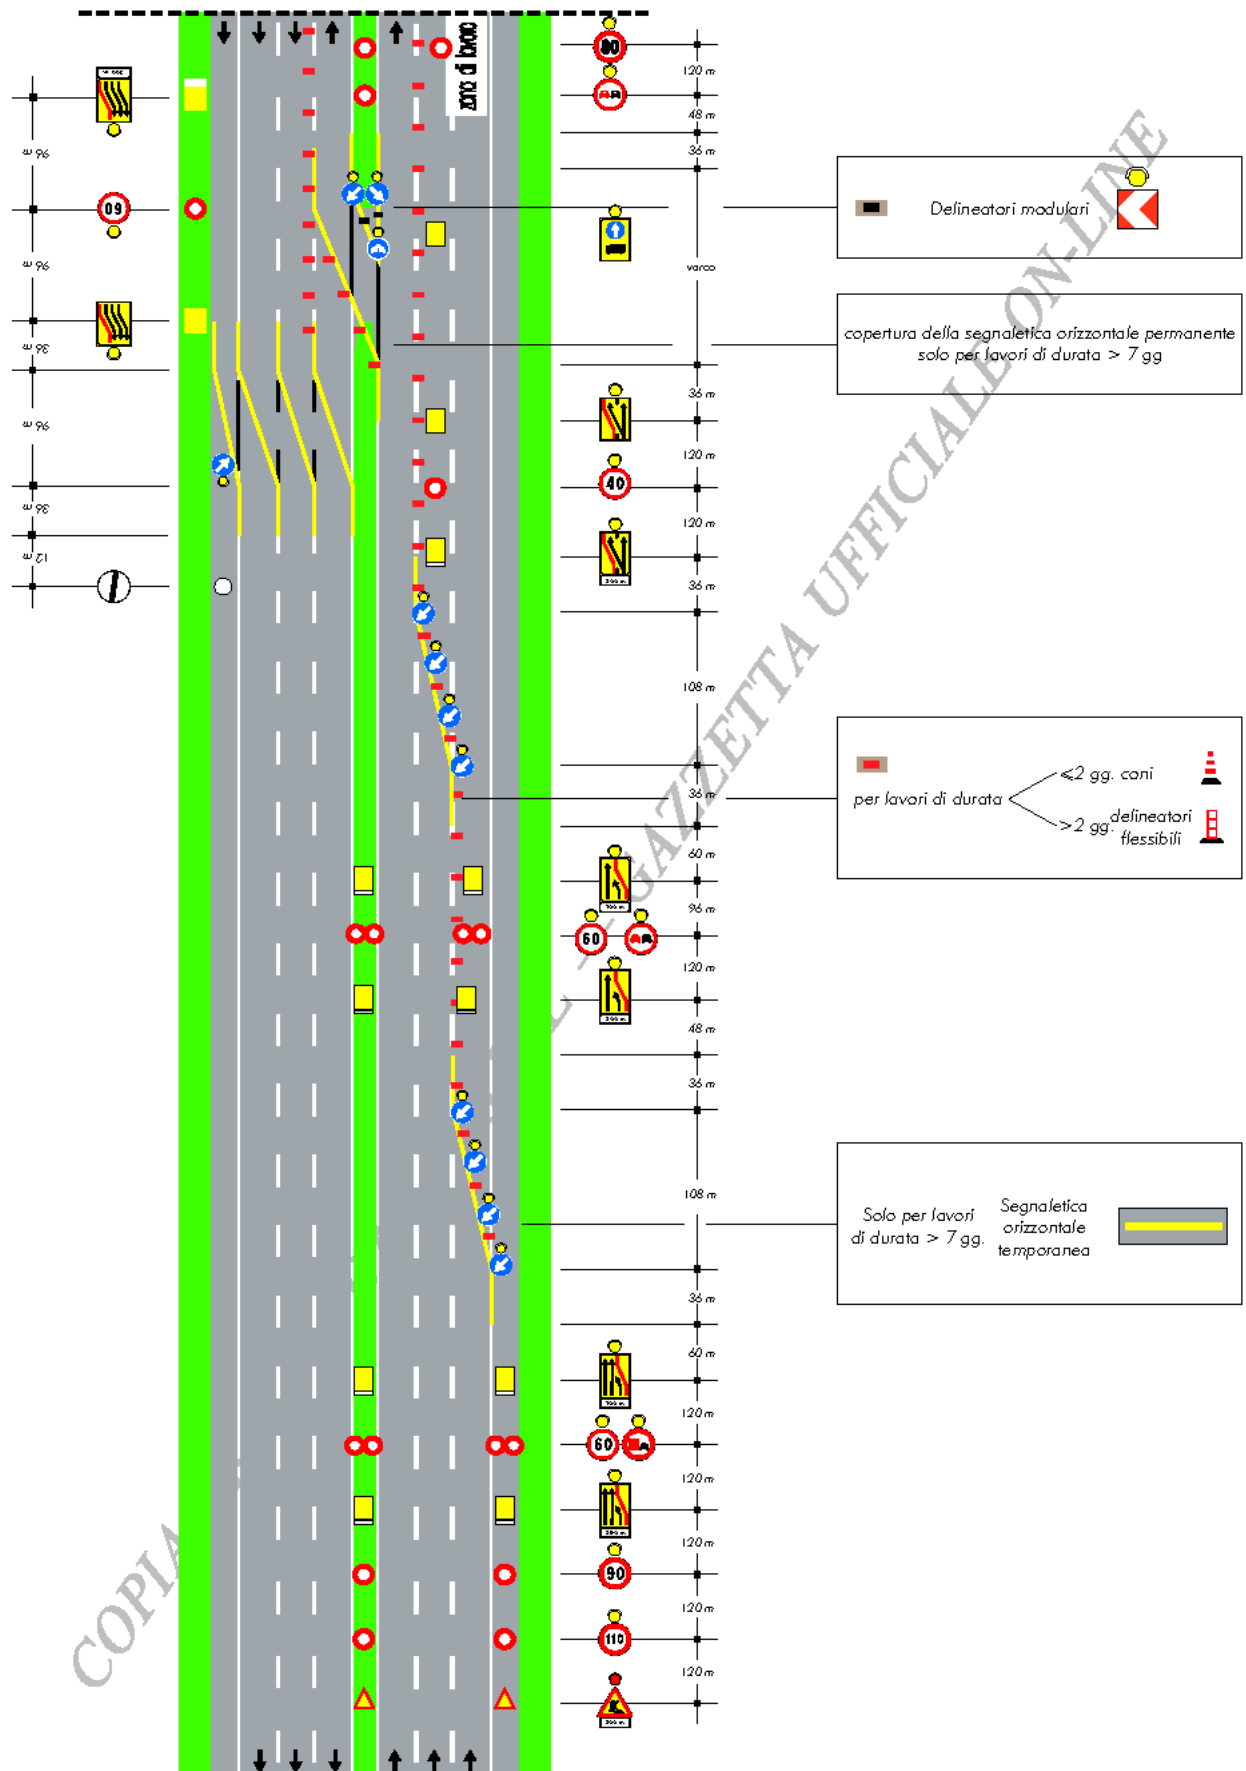 zona di lavoro
80
120 m
48 m
36 m
96 m
60
96 m
36 m
96 m
36 m
12 m
varco
36 m
120 m
40
120 m
36 m
108 m
36 m
60 m
96 m
60
120 m
48 m
36 m
108 m
36 m
60 m
120 m
60
120 m
120 m
90
120 m
110
120 m
Delineatori modulari
copertura della segnaletica orizzontale permanente
solo per lavori di durata > 7 gg
per lavori di durata
≤2 gg. coni
>2 gg. delineatori
flessibili
Solo per lavori
di durata > 7 gg.
Segnaletica
orizzontale
temporanea
GAZZETTA UFFICIALE ON-LINE